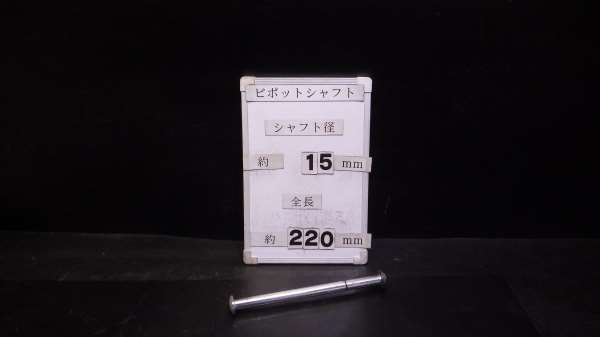 ピボットシャフト
シャフト径
約 15 mm
全長
約 220 mm